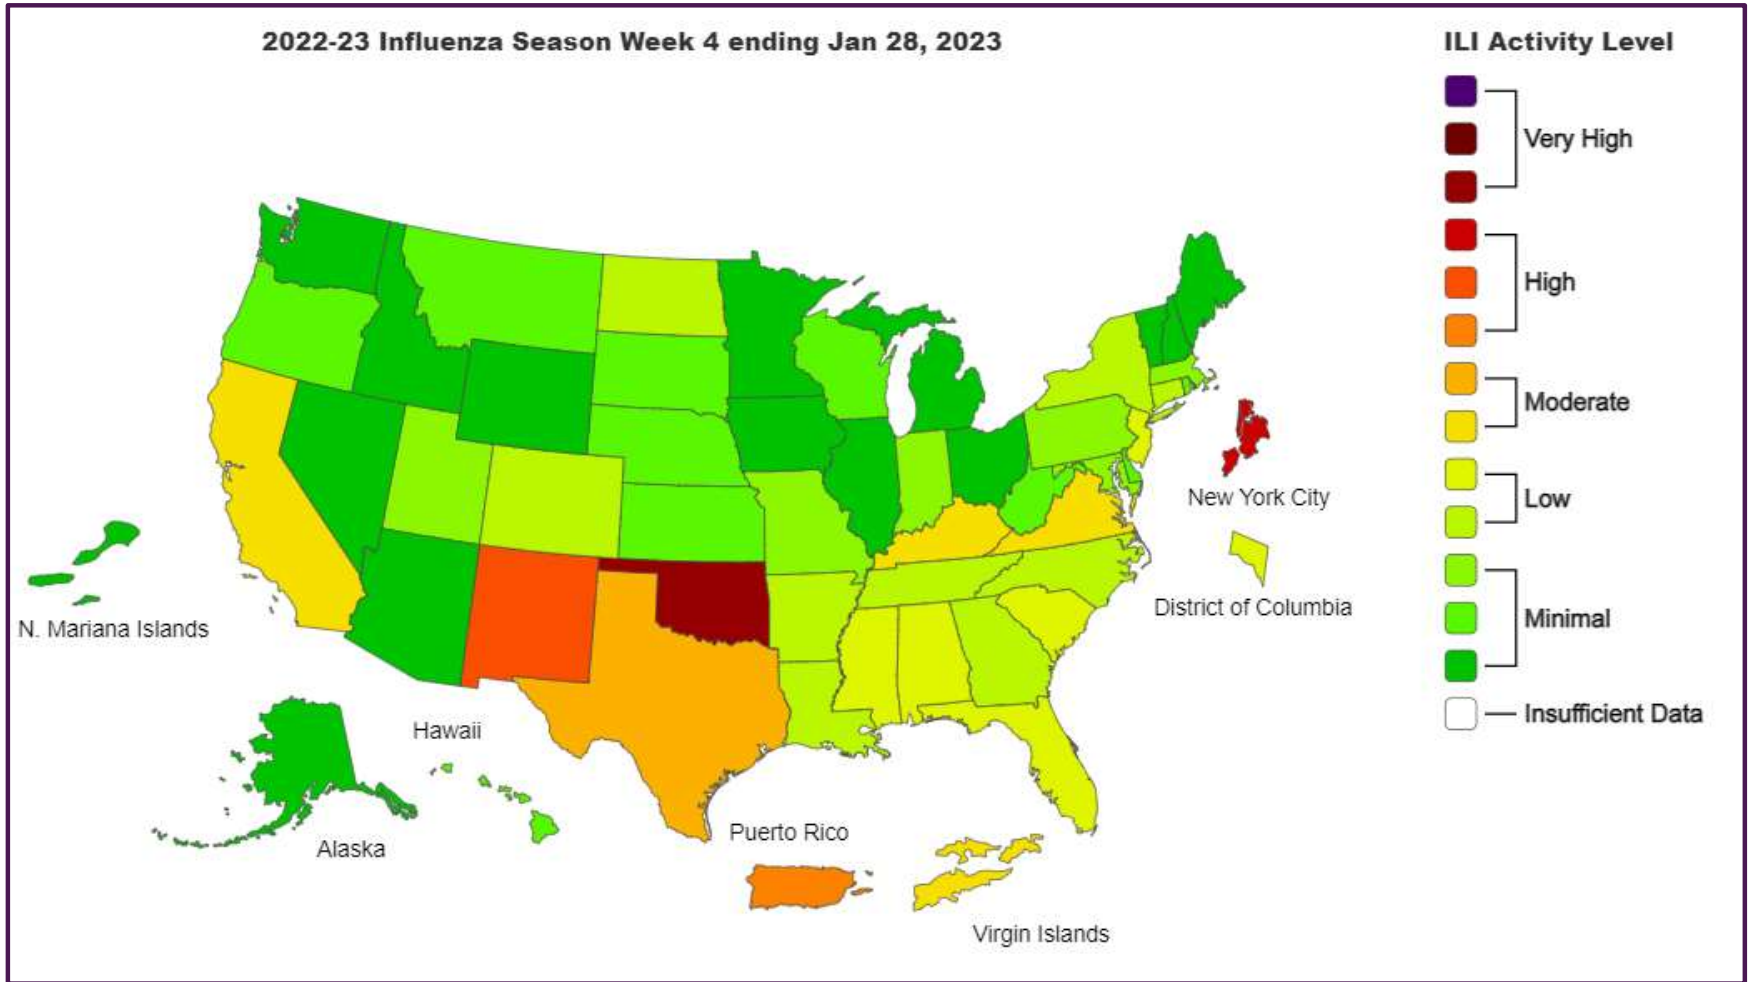 2022-23 Influenza Season Week 4 ending Jan 28, 2023
ILI Activity Level
Very High
High
Moderate
Low
Minimal
Insufficient Data
New York City
District of Columbia
N. Mariana Islands
Hawaii
Alaska
Puerto Rico
Virgin Islands